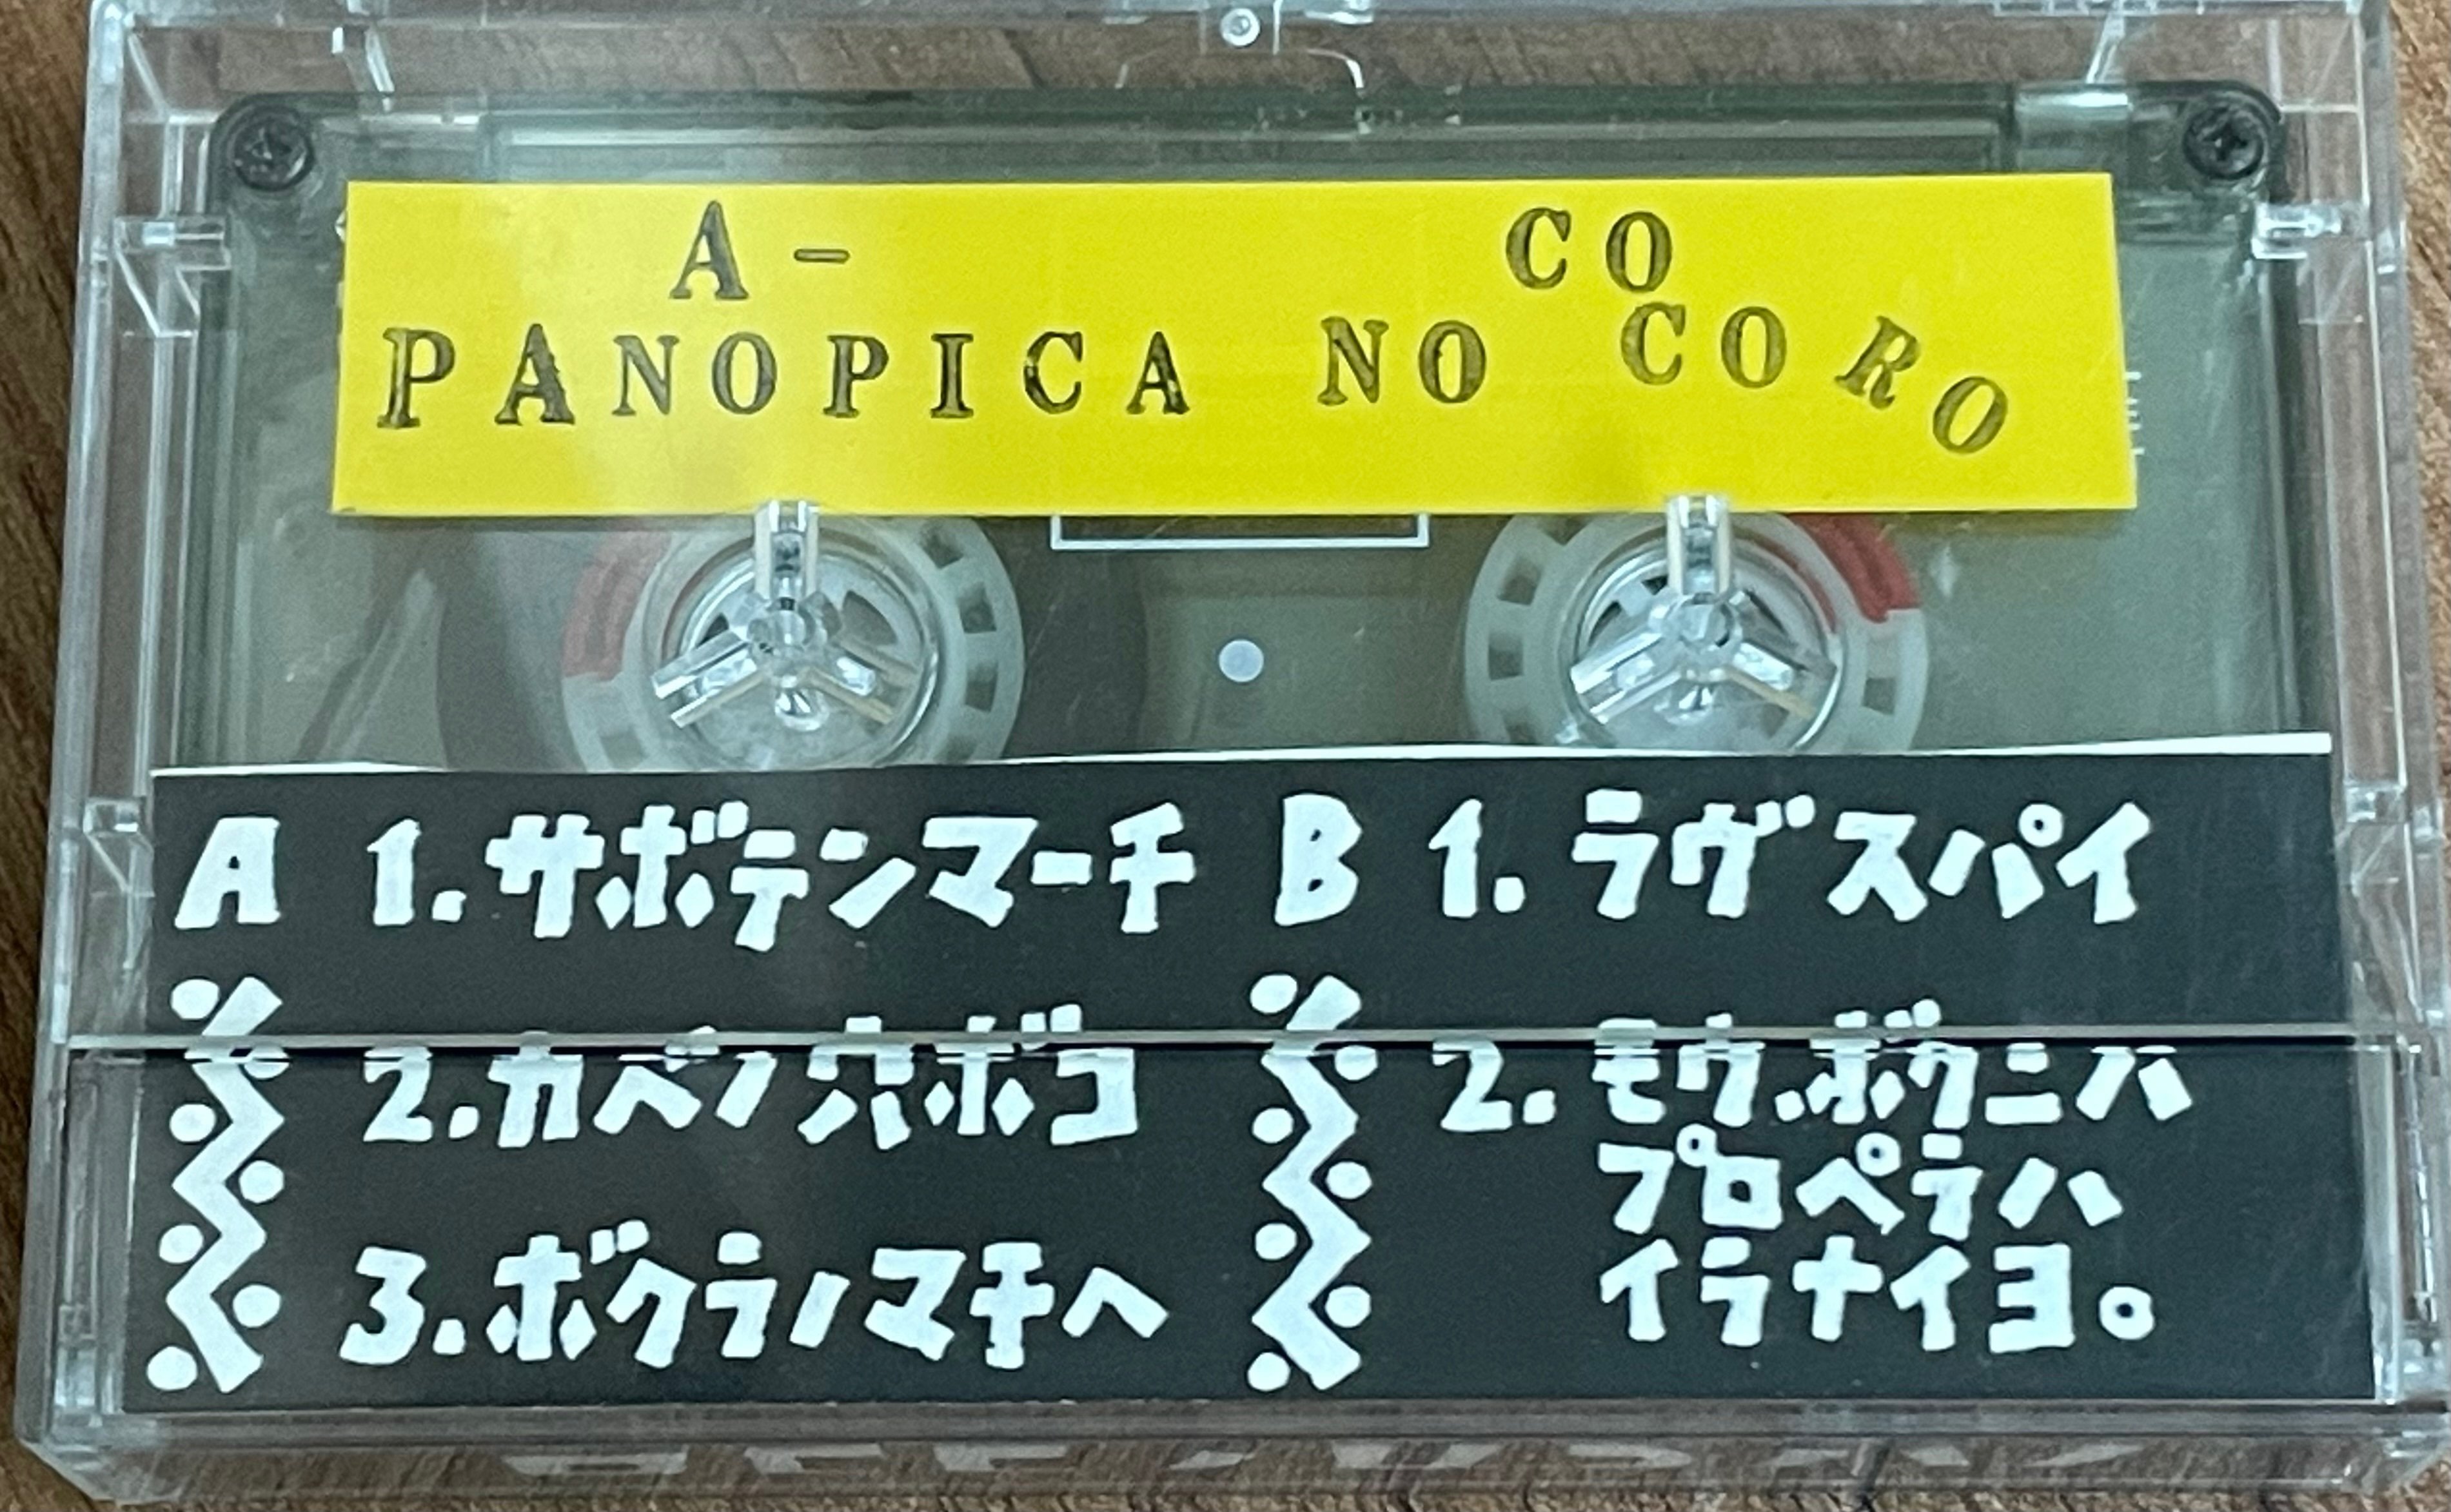 A-
CO
PANOPICA NO CORO
A 1.サボテンマーチ
2.カベノ穴ボコ
3.ボクラノマチヘ
B 1.ラヴスパイ
2.モウ.ボクニハ
プロペラハ
イラナイヨ。